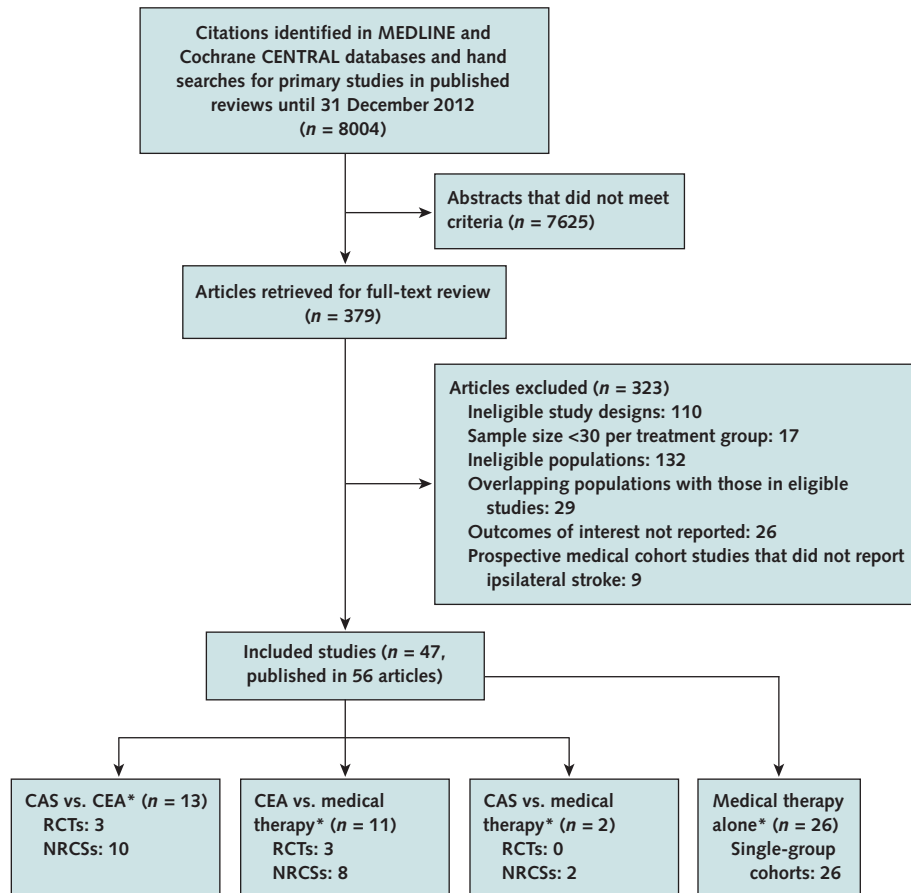 Citations identified in MEDLINE and
Cochrane CENTRAL databases and hand
searches for primary studies in published
reviews until 31 December 2012
(n = 8004)
Abstracts that did not meet
criteria (n = 7625)
Articles retrieved for full-text review
(n = 379)
Articles excluded (n = 323)
Ineligible study designs: 110
Sample size <30 per treatment group: 17
Ineligible populations: 132
Overlapping populations with those in eligible
studies: 29
Outcomes of interest not reported: 26
Prospective medical cohort studies that did not report
ipsilateral stroke: 9
Included studies (n = 47,
published in 56 articles)
CAS vs. CEA* (n = 13)
RCTs: 3
NRCSs: 10
CEA vs. medical
therapy* (n = 11)
RCTs: 3
NRCSs: 8
CAS vs. medical
therapy* (n = 2)
RCTs: 0
NRCSs: 2
Medical therapy
alone* (n = 26)
Single-group
cohorts: 26